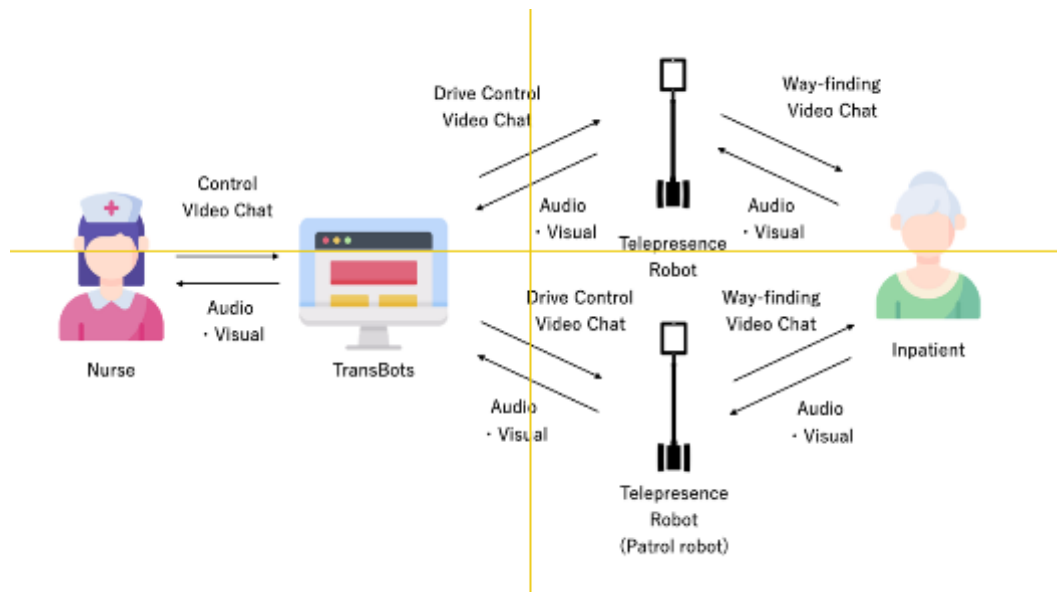 Drive Control
Video Chat
Way-finding
Video Chat
Control
VIdeo Chat
Audio
・Visual
Audio
・Visual
Telepresence
Robot
Audio
・Visual
Drive Control
Video Chat
Way-finding
Video Chat
Nurse
TransBots
Inpatient
Audio
・Visual
Audio
・Visual
Telepresence
Robot
(Patrol robot)